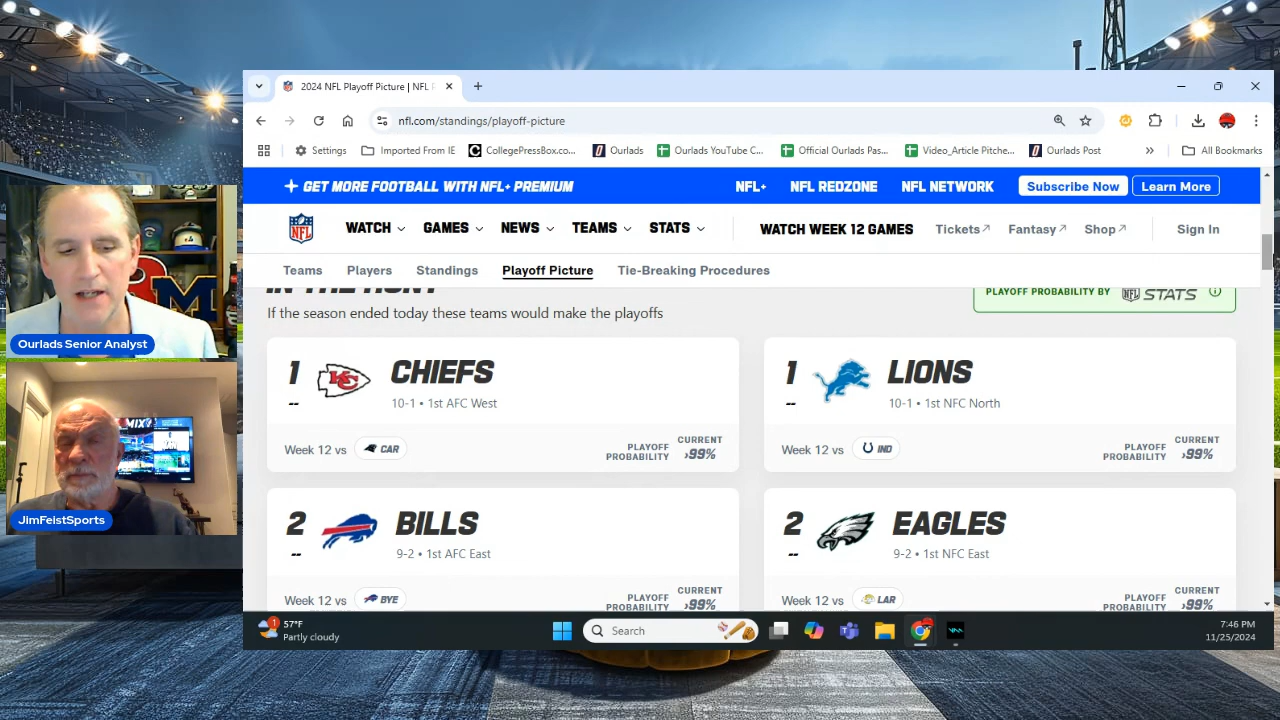 2024 NFL Playoff Picture | NFL
nfl.com/standings/playoff-picture
Settings
Imported From IE
CollegePressBox.co...
Ourlads
Ourlads YouTube C...
Official Ourlads Pas...
Video_Article Pitche...
Ourlads Post
All Bookmarks
GET MORE FOOTBALL WITH NFL+ PREMIUM
NFL+
NFL REDZONE
NFL NETWORK
Subscribe Now
Learn More
NFL
WATCH
GAMES
NEWS
TEAMS
STATS
WATCH WEEK 12 GAMES
Tickets
Fantasy
Shop
Sign In
Teams
Players
Standings
Playoff Picture
Tie-Breaking Procedures
IN THE HUNT
PLAYOFF PROBABILITY BY
NFL STATS
If the season ended today these teams would make the playoffs
1
KC
CHIEFS
--
10-1 • 1st AFC West
Week 12 vs
CAR
PLAYOFF PROBABILITY
CURRENT
>99%
1
LIONS
--
10-1 • 1st NFC North
Week 12 vs
IND
PLAYOFF PROBABILITY
CURRENT
>99%
2
BILLS
--
9-2 • 1st AFC East
Week 12 vs
BYE
PLAYOFF PROBABILITY
CURRENT
>99%
2
EAGLES
--
9-2 • 1st NFC East
Week 12 vs
LAR
PLAYOFF PROBABILITY
CURRENT
>99%
M
Ourlads Senior Analyst
JimFeistSports
1
57°F
Partly cloudy
Search
7:46 PM
11/25/2024